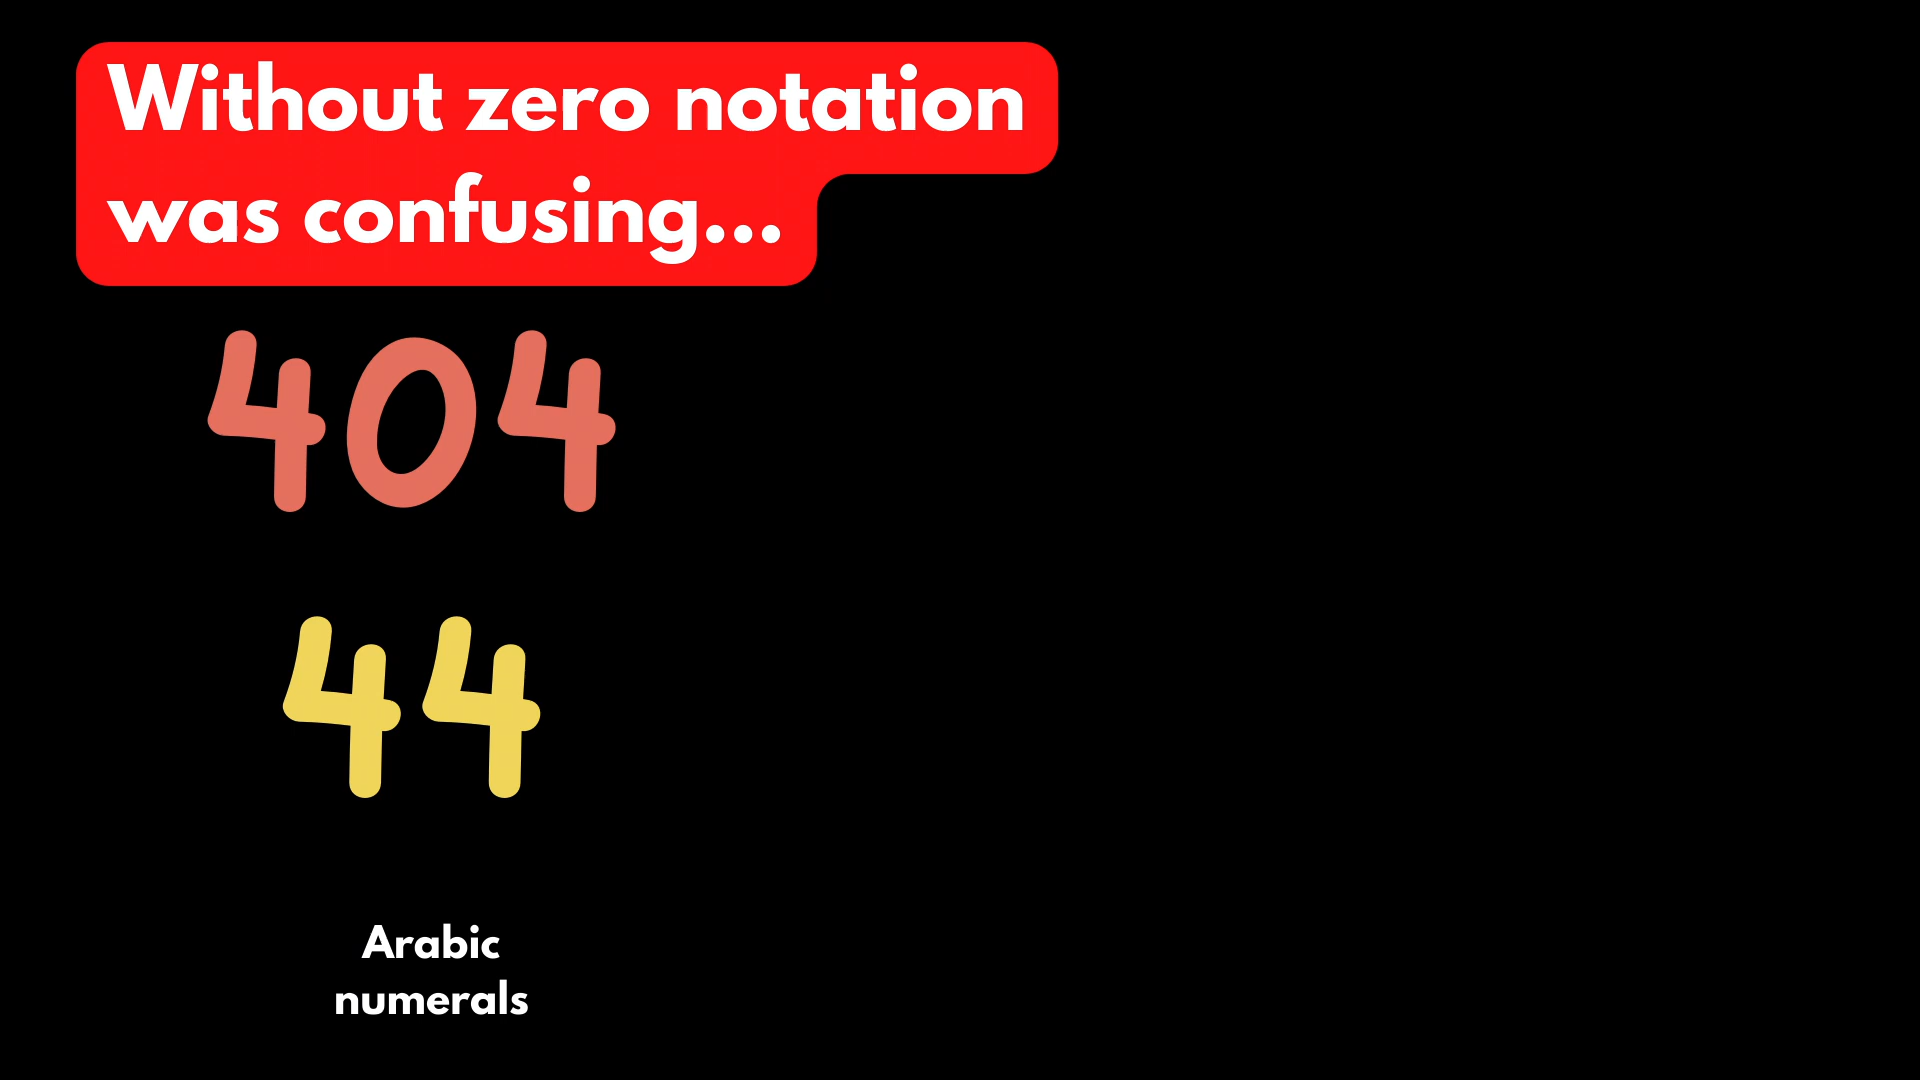 Without zero notation
was confusing...
404
44
Arabic
numerals